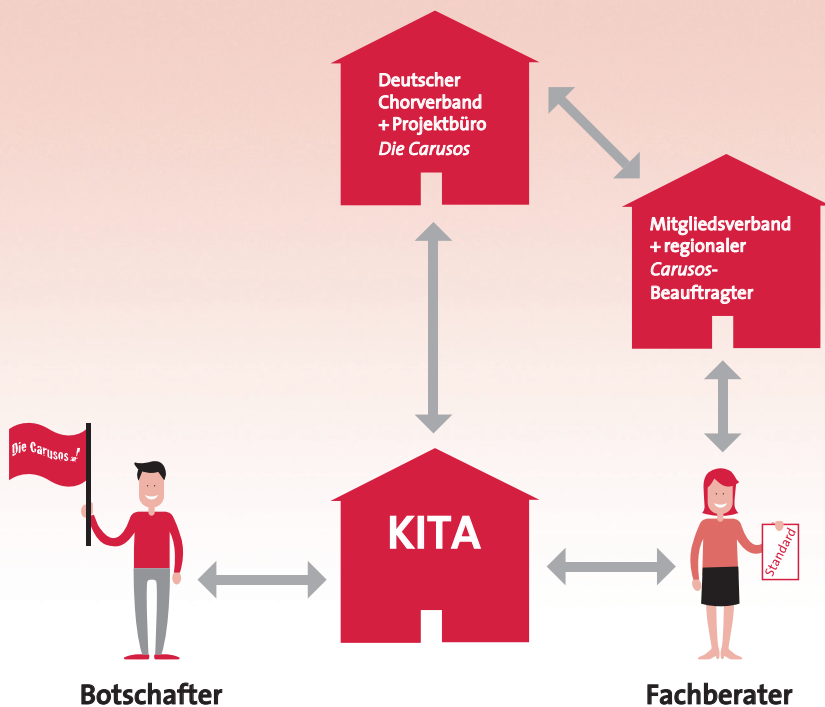 Deutscher
Chorverband
+ Projektbüro
Die Carusos
Mitgliedsverband
+ regionaler
Carusos-
Beauftragter
Die Carusos
KITA
Standard
Botschafter
Fachberater